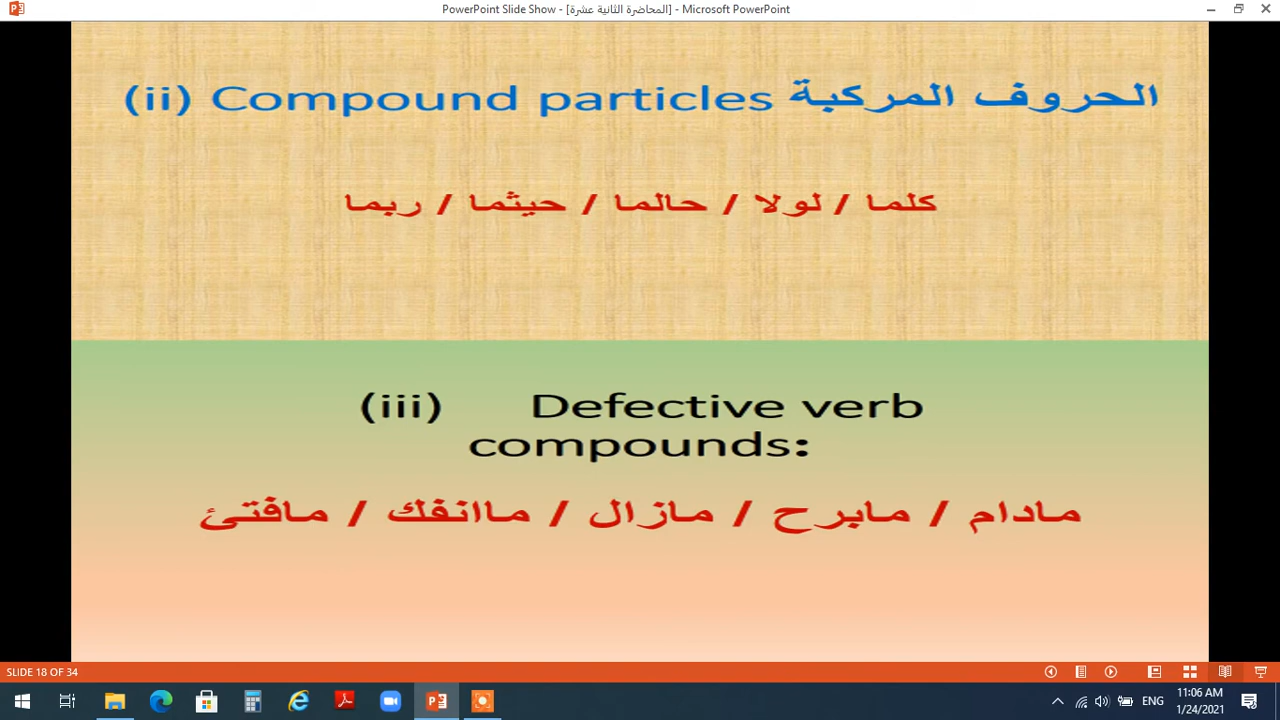 PowerPoint Slide Show - [المحاضرة الثانية عشرة] - Microsoft PowerPoint
(ii) Compound particles الحروف المركبة
كلما / لولا / حالما / حيثما / ربما
(iii) Defective verb
compounds:
مادام / مابرح / مازال / ماانفك / مافتئ
SLIDE 18 OF 34
ENG
11:06 AM
1/24/2021